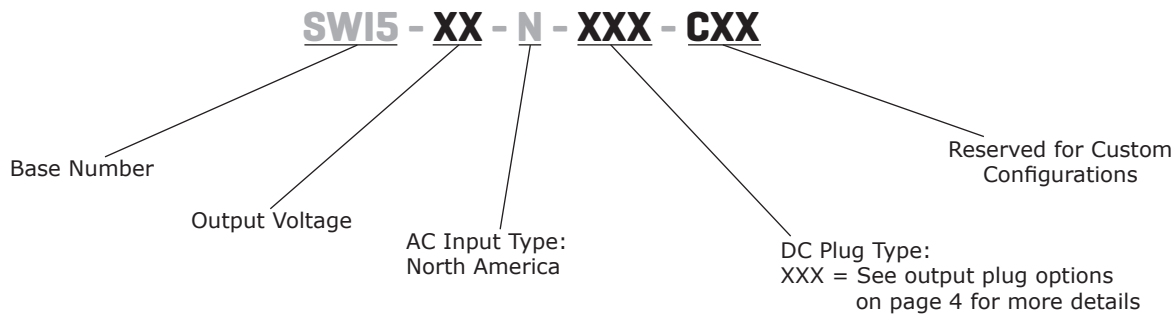 SWI5 - XX - N - XXX - CXX
Base Number
Output Voltage
AC Input Type:
North America
DC Plug Type:
XXX = See output plug options
on page 4 for more details
Reserved for Custom
Configurations